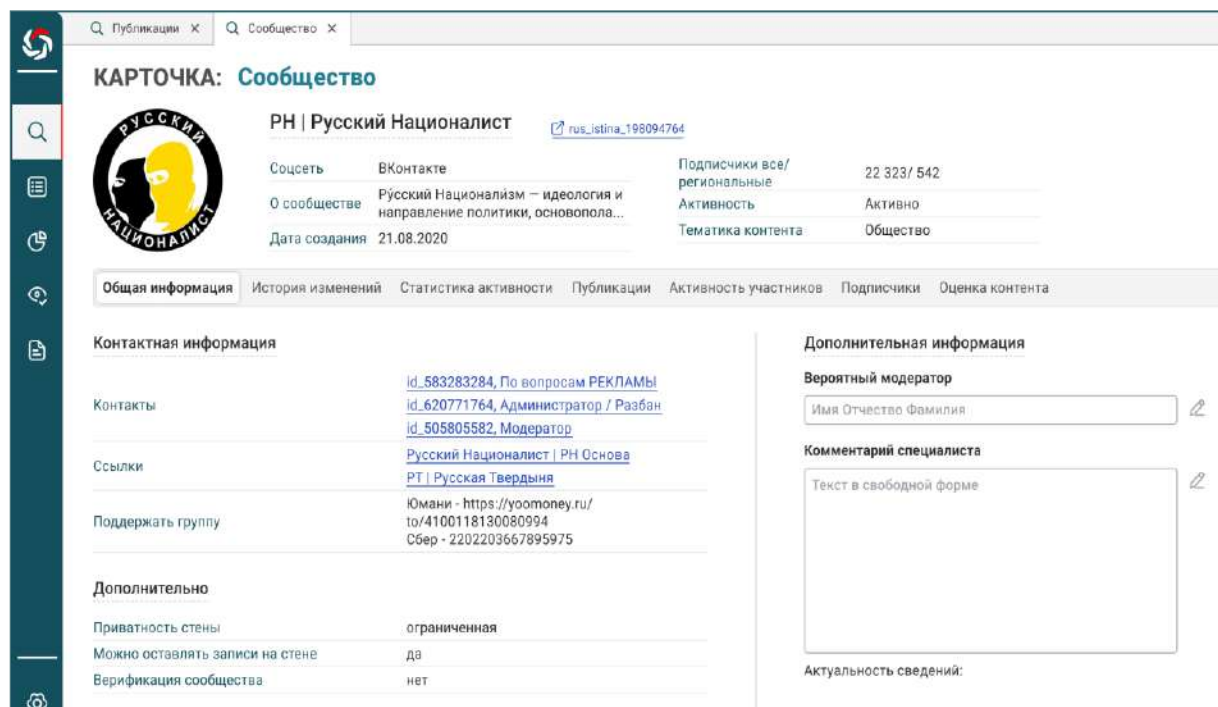 Публикации
Сообщество
КАРТОЧКА: Сообщество
РУССКИЙ
НАЦИОНАЛИСТ
РН | Русский Националист
rus_istina_198094764
Соцсеть ВКонтакте
О сообществе Ру́сский Национали́зм — идеология и
направление политики, основопола...
Дата создания 21.08.2020
Подписчики все/
региональные 22 323/ 542
Активность Активно
Тематика контента Общество
Общая информация История изменений Статистика активности Публикации Активность участников Подписчики Оценка контента
Контактная информация
Контакты
id_583283284, По вопросам РЕКЛАМЫ
id_620771764, Администратор / Разбан
id_505805582, Модератор
Ссылки
Русский Националист | РН Основа
РТ | Русская Твердыня
Поддержать группу
Юмани - https://yoomoney.ru/
to/4100118130080994
Сбер - 2202203667895975
Дополнительно
Приватность стены ограниченная
Можно оставлять записи на стене да
Верификация сообщества нет
Дополнительная информация
Вероятный модератор
Имя Отчество Фамилия
Комментарий специалиста
Текст в свободной форме
Актуальность сведений: